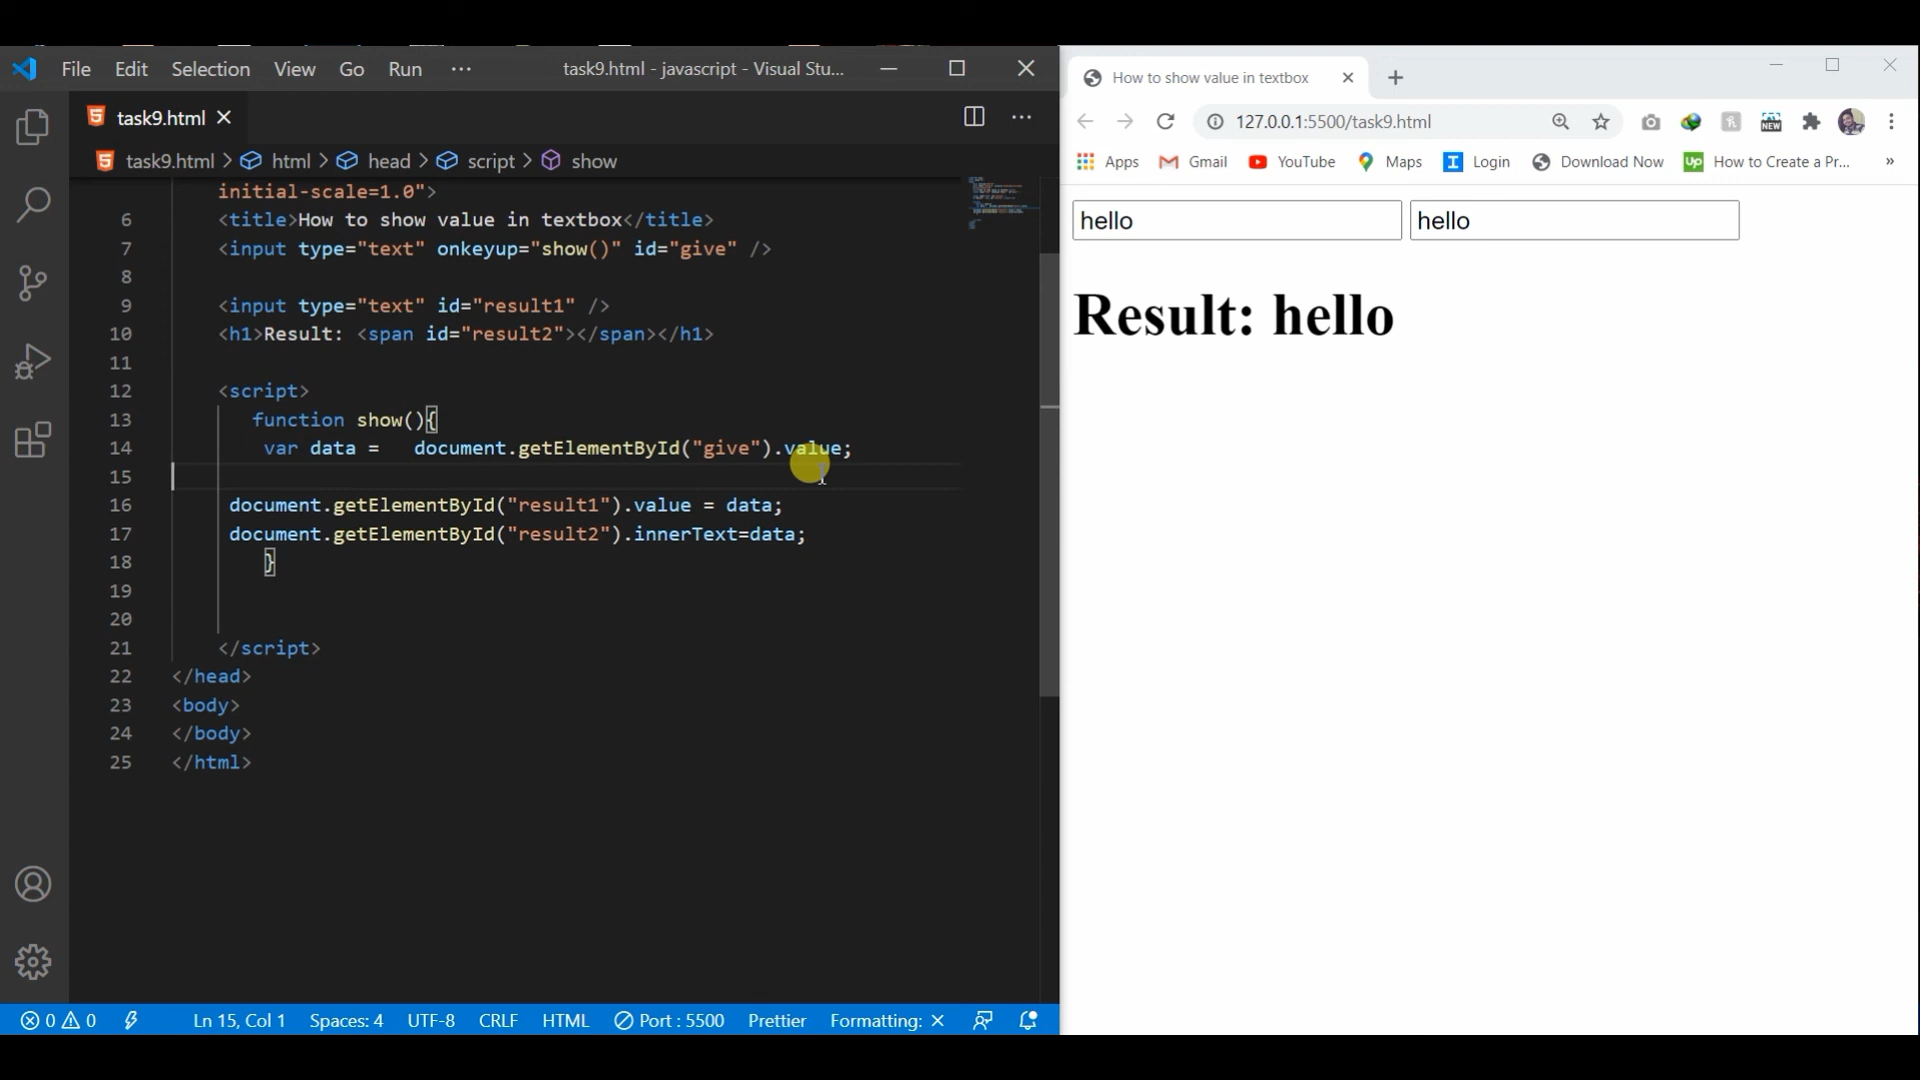 File Edit Selection View Go Run ··· task9.html - javascript - Visual Stu...
task9.html
task9.html > html > head > script > show
initial-scale=1.0">
6 <title>How to show value in textbox</title>
7 <input type="text" onkeyup="show()" id="give" />
8
9 <input type="text" id="result1" />
10 <h1>Result: <span id="result2"></span></h1>
11
12 <script>
13 function show(){
14 var data = document.getElementById("give").value;
15
16 document.getElementById("result1").value = data;
17 document.getElementById("result2").innerText=data;
18 }
19
20
21 </script>
22 </head>
23 <body>
24 </body>
25 </html>
0 0 Ln 15, Col 1 Spaces: 4 UTF-8 CRLF HTML Port : 5500 Prettier Formatting: ×
How to show value in textbox
127.0.0.1:5500/task9.html
NEW
Apps Gmail YouTube Maps I Login Download Now Up How to Create a Pr... »
hello hello
Result: hello